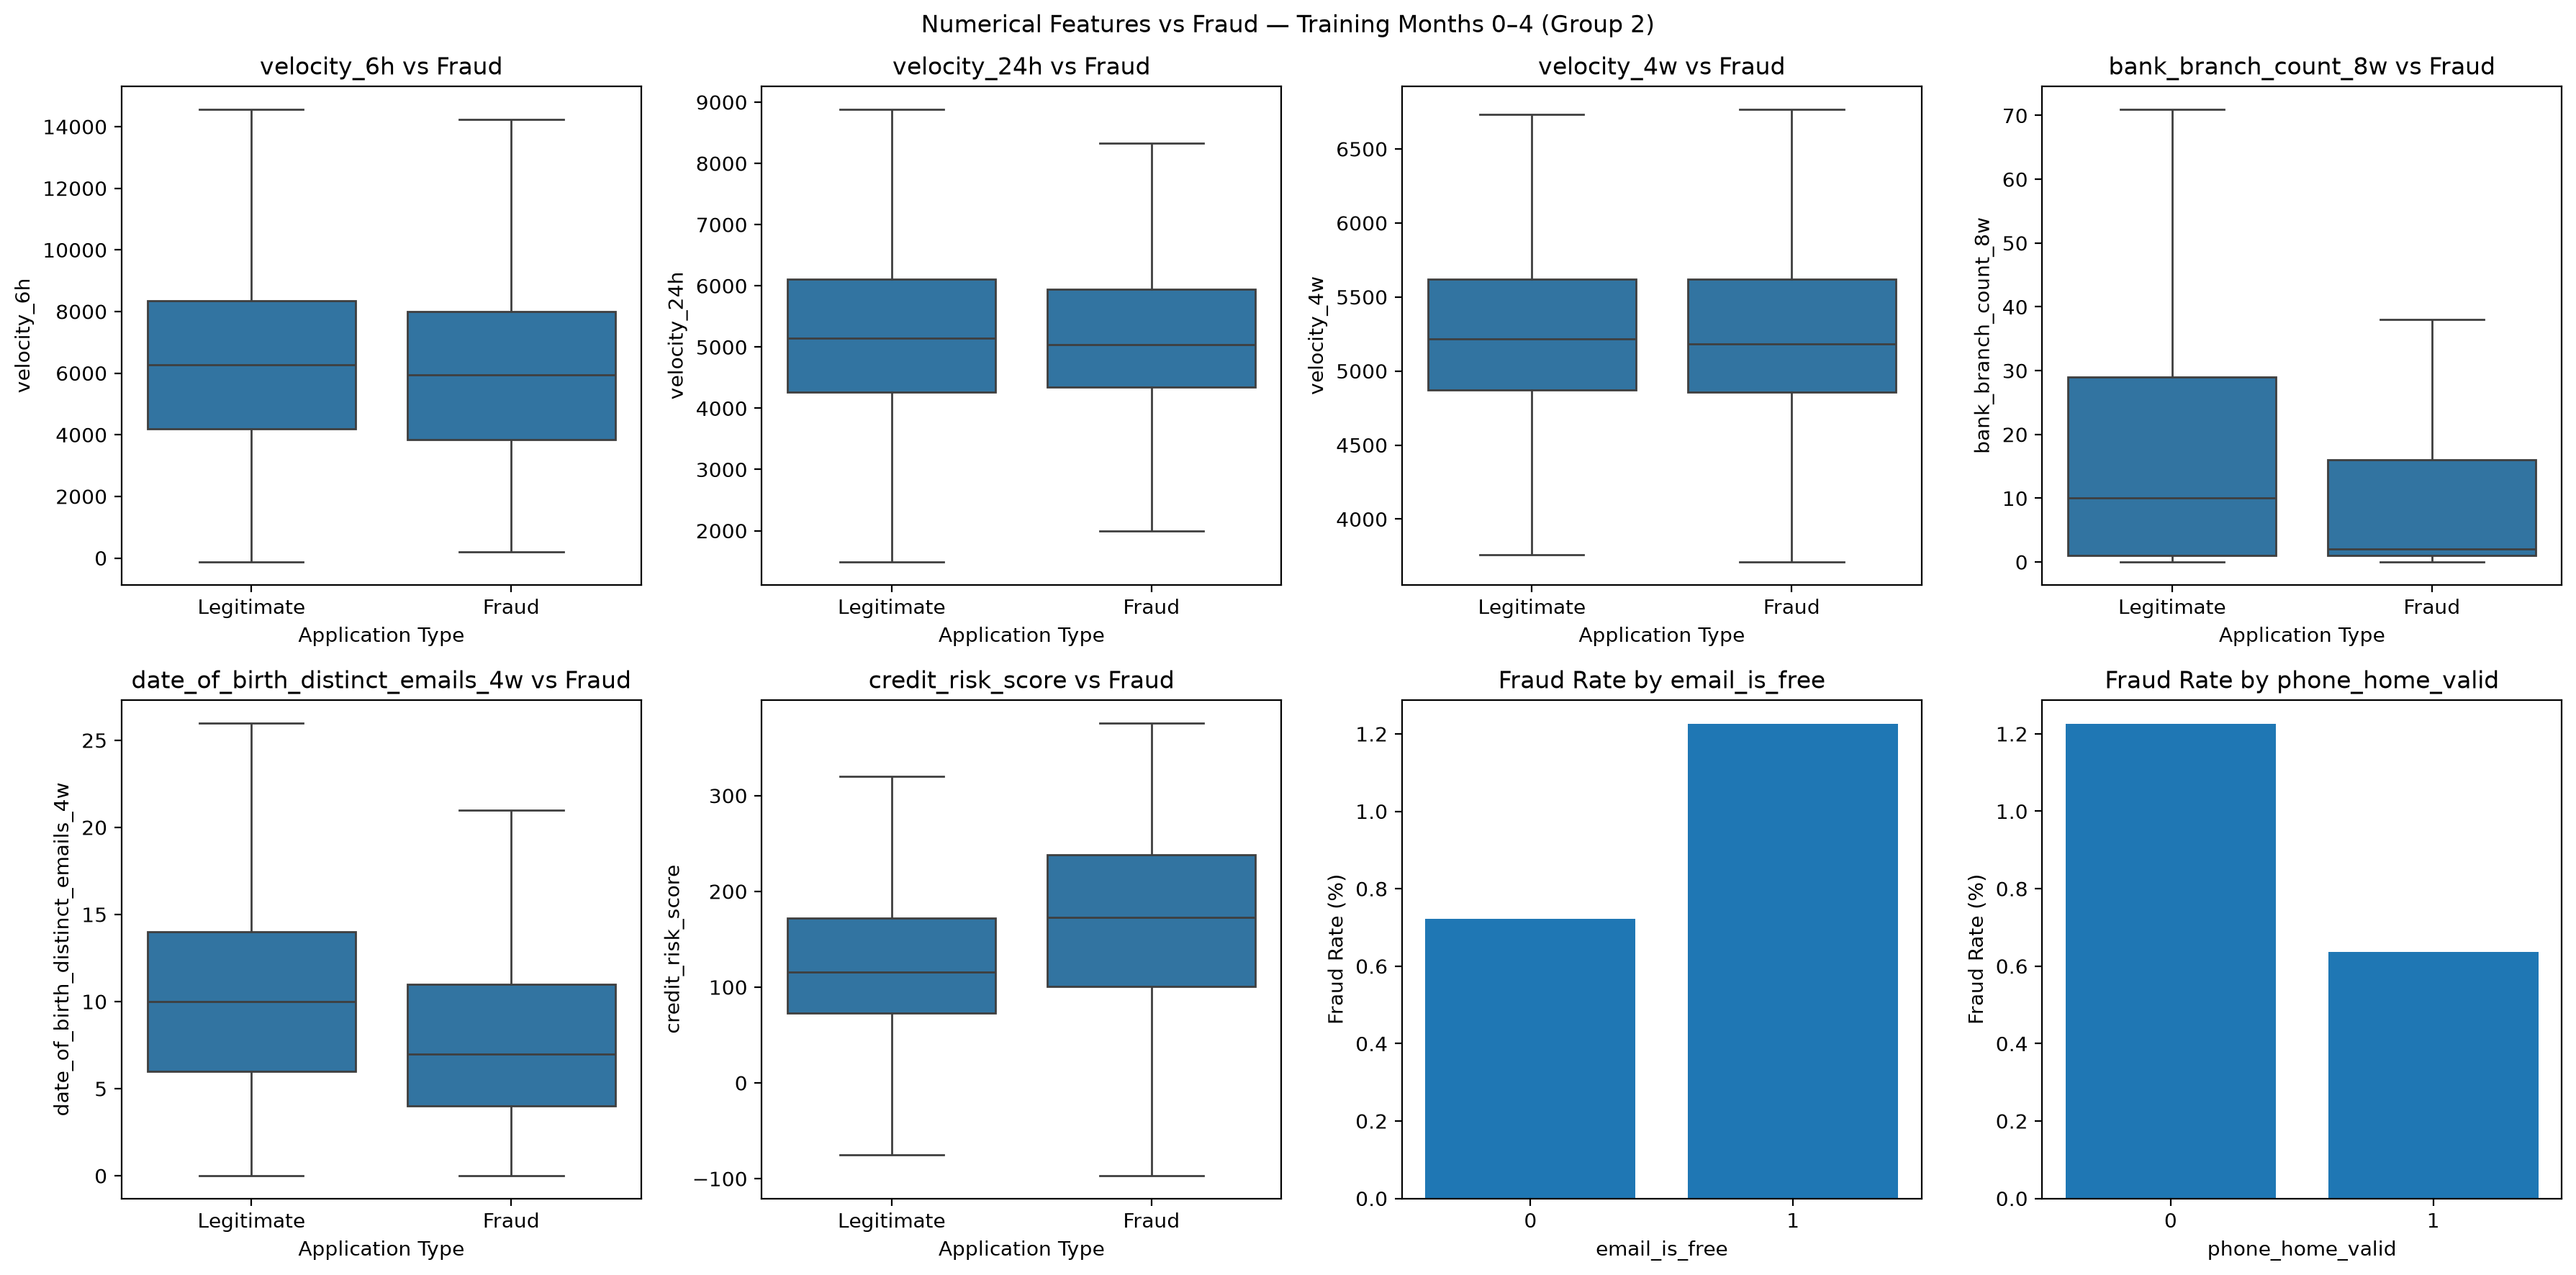 Numerical Features vs Fraud — Training Months 0–4 (Group 2)
velocity_6h vs Fraud
velocity_6h
14000
12000
10000
8000
6000
4000
2000
0
Legitimate
Fraud
Application Type
velocity_24h vs Fraud
velocity_24h
9000
8000
7000
6000
5000
4000
3000
2000
Legitimate
Fraud
Application Type
velocity_4w vs Fraud
velocity_4w
6500
6000
5500
5000
4500
4000
Legitimate
Fraud
Application Type
bank_branch_count_8w vs Fraud
bank_branch_count_8w
70
60
50
40
30
20
10
0
Legitimate
Fraud
Application Type
date_of_birth_distinct_emails_4w vs Fraud
date_of_birth_distinct_emails_4w
25
20
15
10
5
0
Legitimate
Fraud
Application Type
credit_risk_score vs Fraud
credit_risk_score
300
200
100
0
−100
Legitimate
Fraud
Application Type
Fraud Rate by email_is_free
Fraud Rate (%)
1.2
1.0
0.8
0.6
0.4
0.2
0.0
0
1
email_is_free
Fraud Rate by phone_home_valid
Fraud Rate (%)
1.2
1.0
0.8
0.6
0.4
0.2
0.0
0
1
phone_home_valid